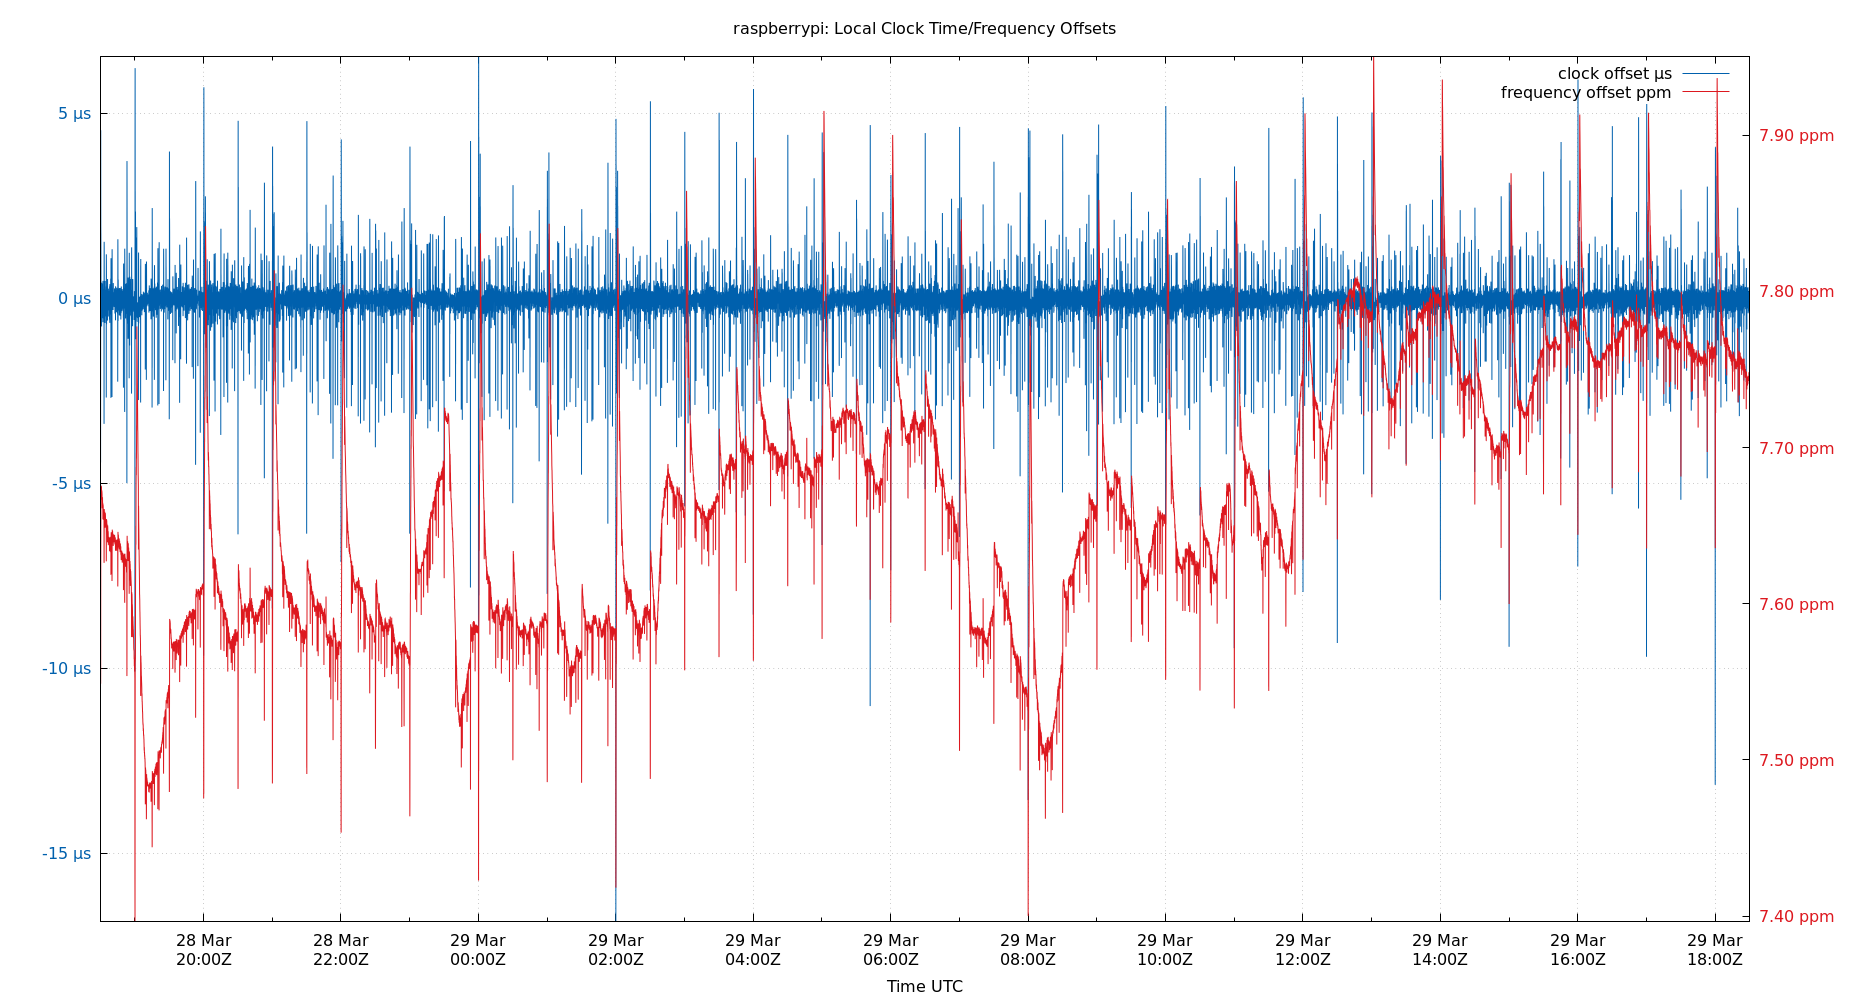 raspberrypi: Local Clock Time/Frequency Offsets
clock offset µs
frequency offset ppm
5 µs
0 µs
-5 µs
-10 µs
-15 µs
7.90 ppm
7.80 ppm
7.70 ppm
7.60 ppm
7.50 ppm
7.40 ppm
28 Mar 28 Mar 29 Mar 29 Mar 29 Mar 29 Mar 29 Mar 29 Mar 29 Mar 29 Mar 29 Mar 29 Mar
20:00Z 22:00Z 00:00Z 02:00Z 04:00Z 06:00Z 08:00Z 10:00Z 12:00Z 14:00Z 16:00Z 18:00Z
Time UTC